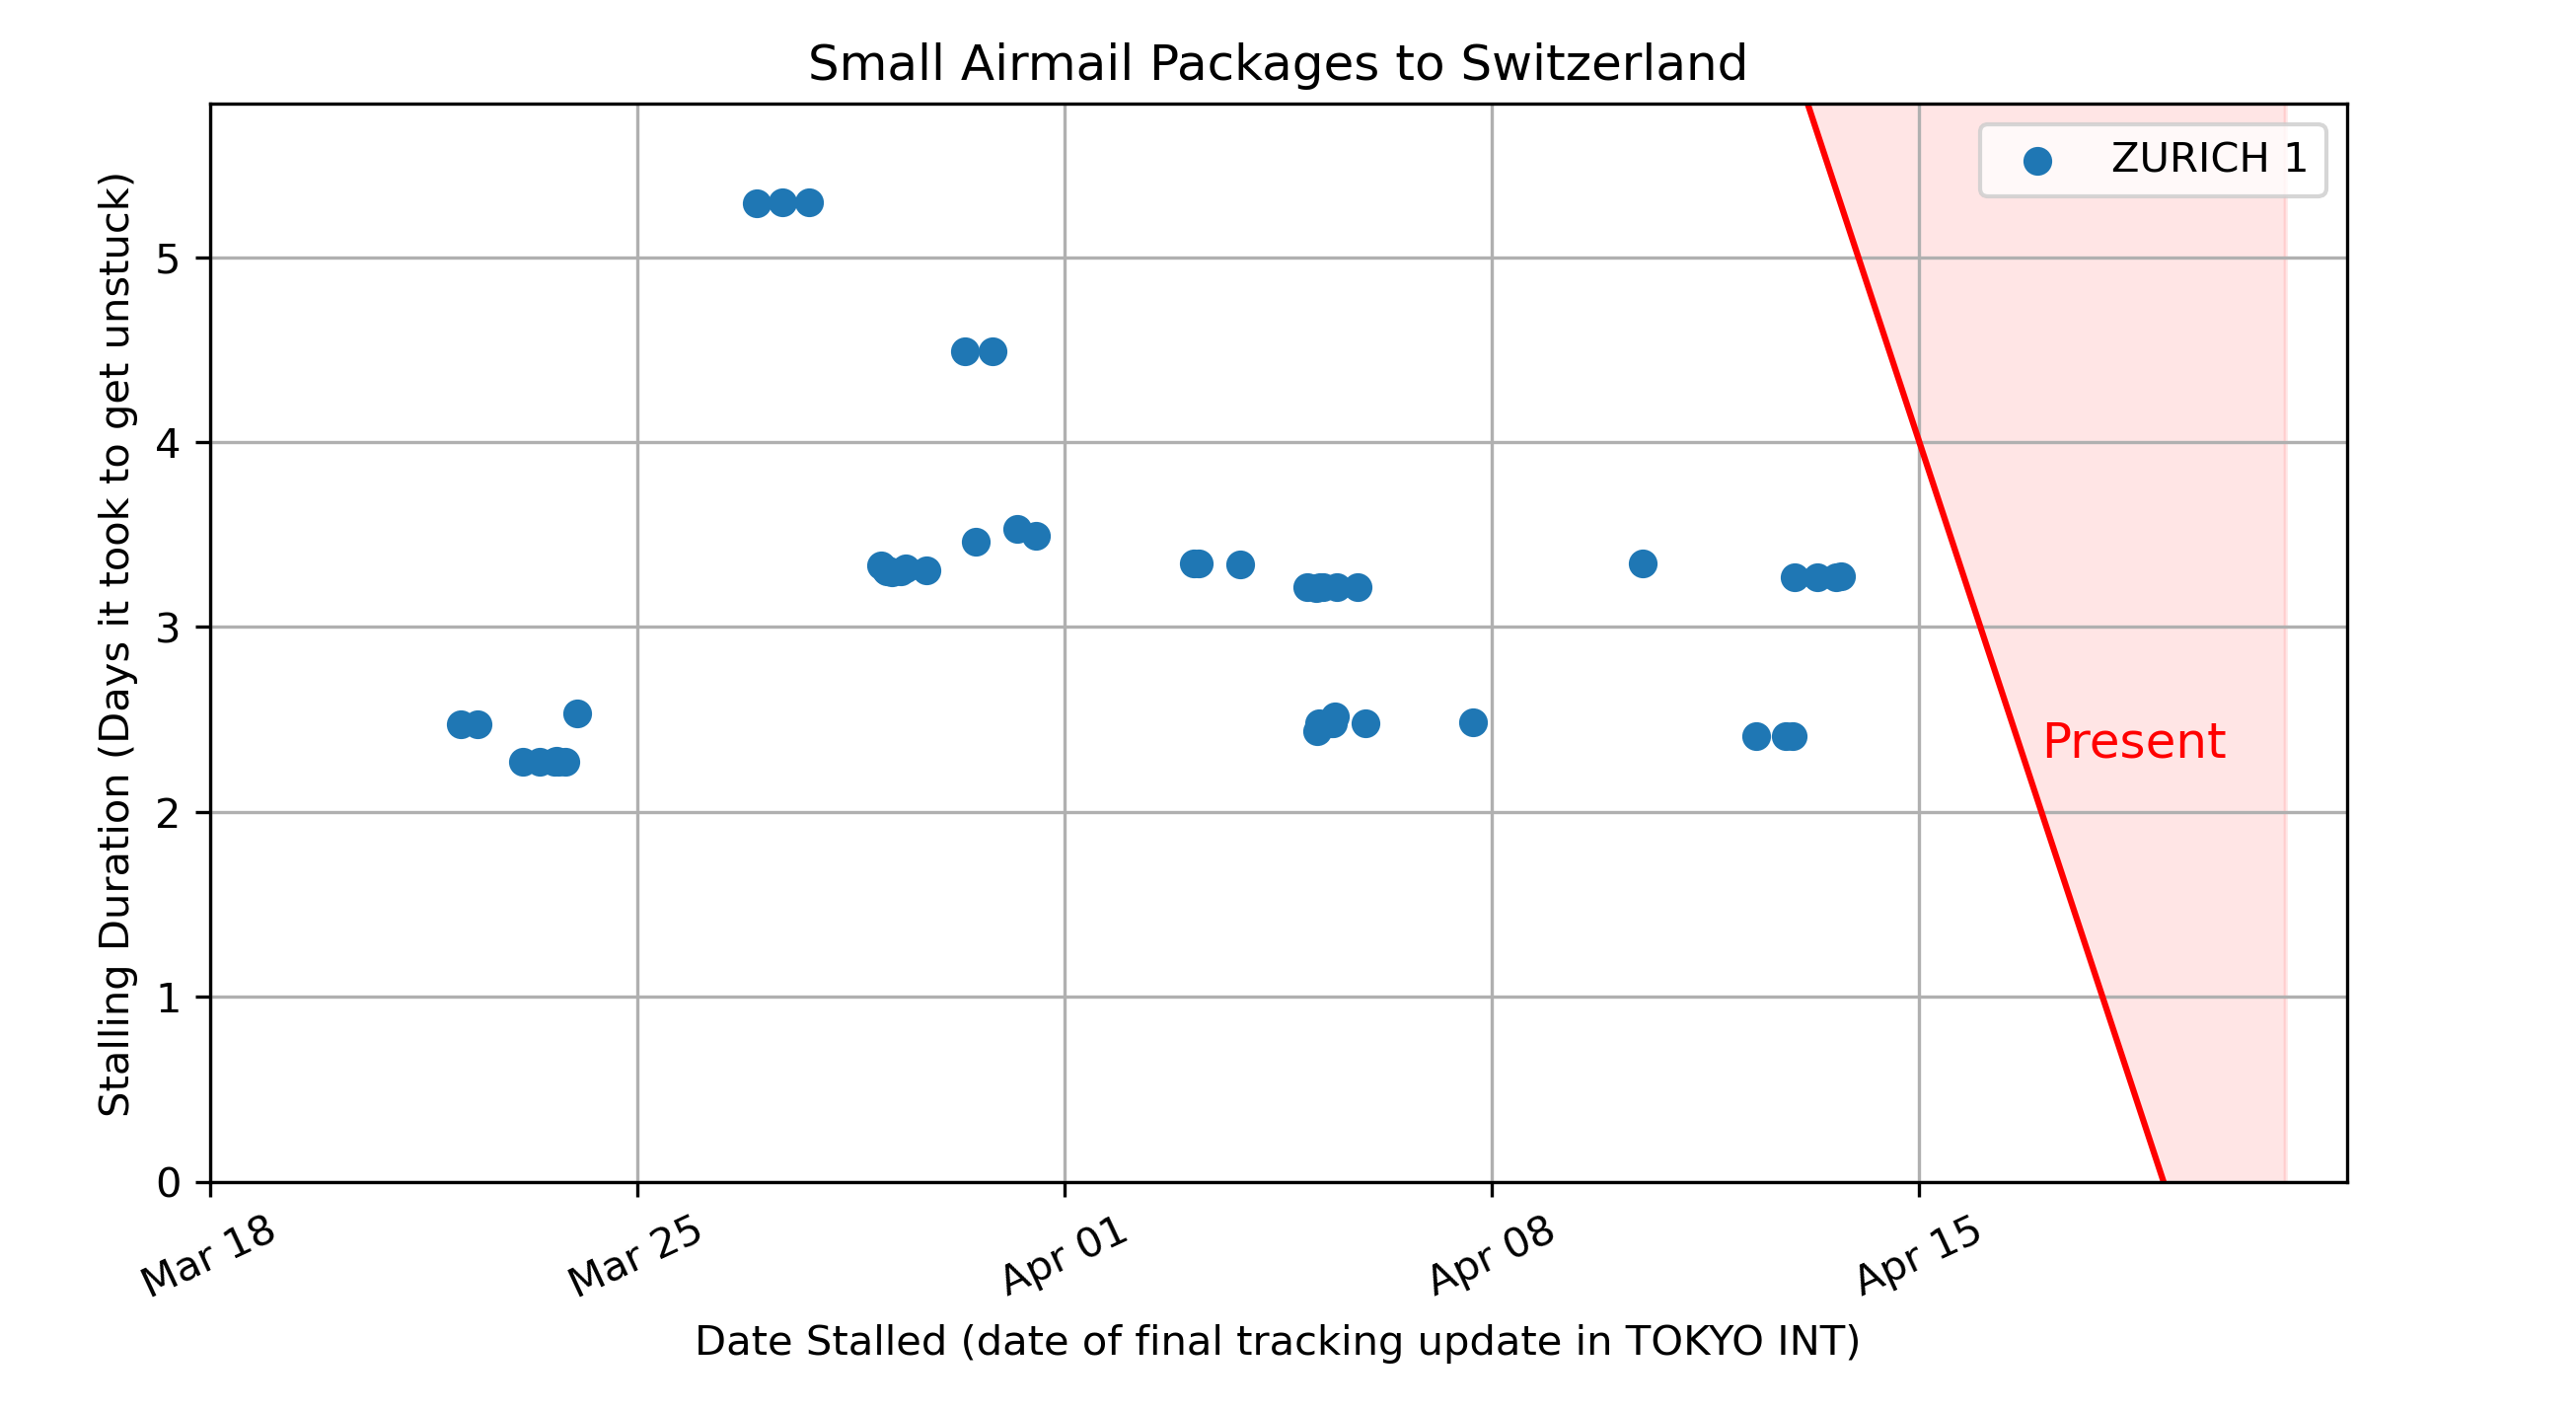 Small Airmail Packages to Switzerland
ZURICH 1
Stalling Duration (Days it took to get unstuck)
5
4
3
2
1
0
Present
Mar 18
Mar 25
Apr 01
Apr 08
Apr 15
Date Stalled (date of final tracking update in TOKYO INT)